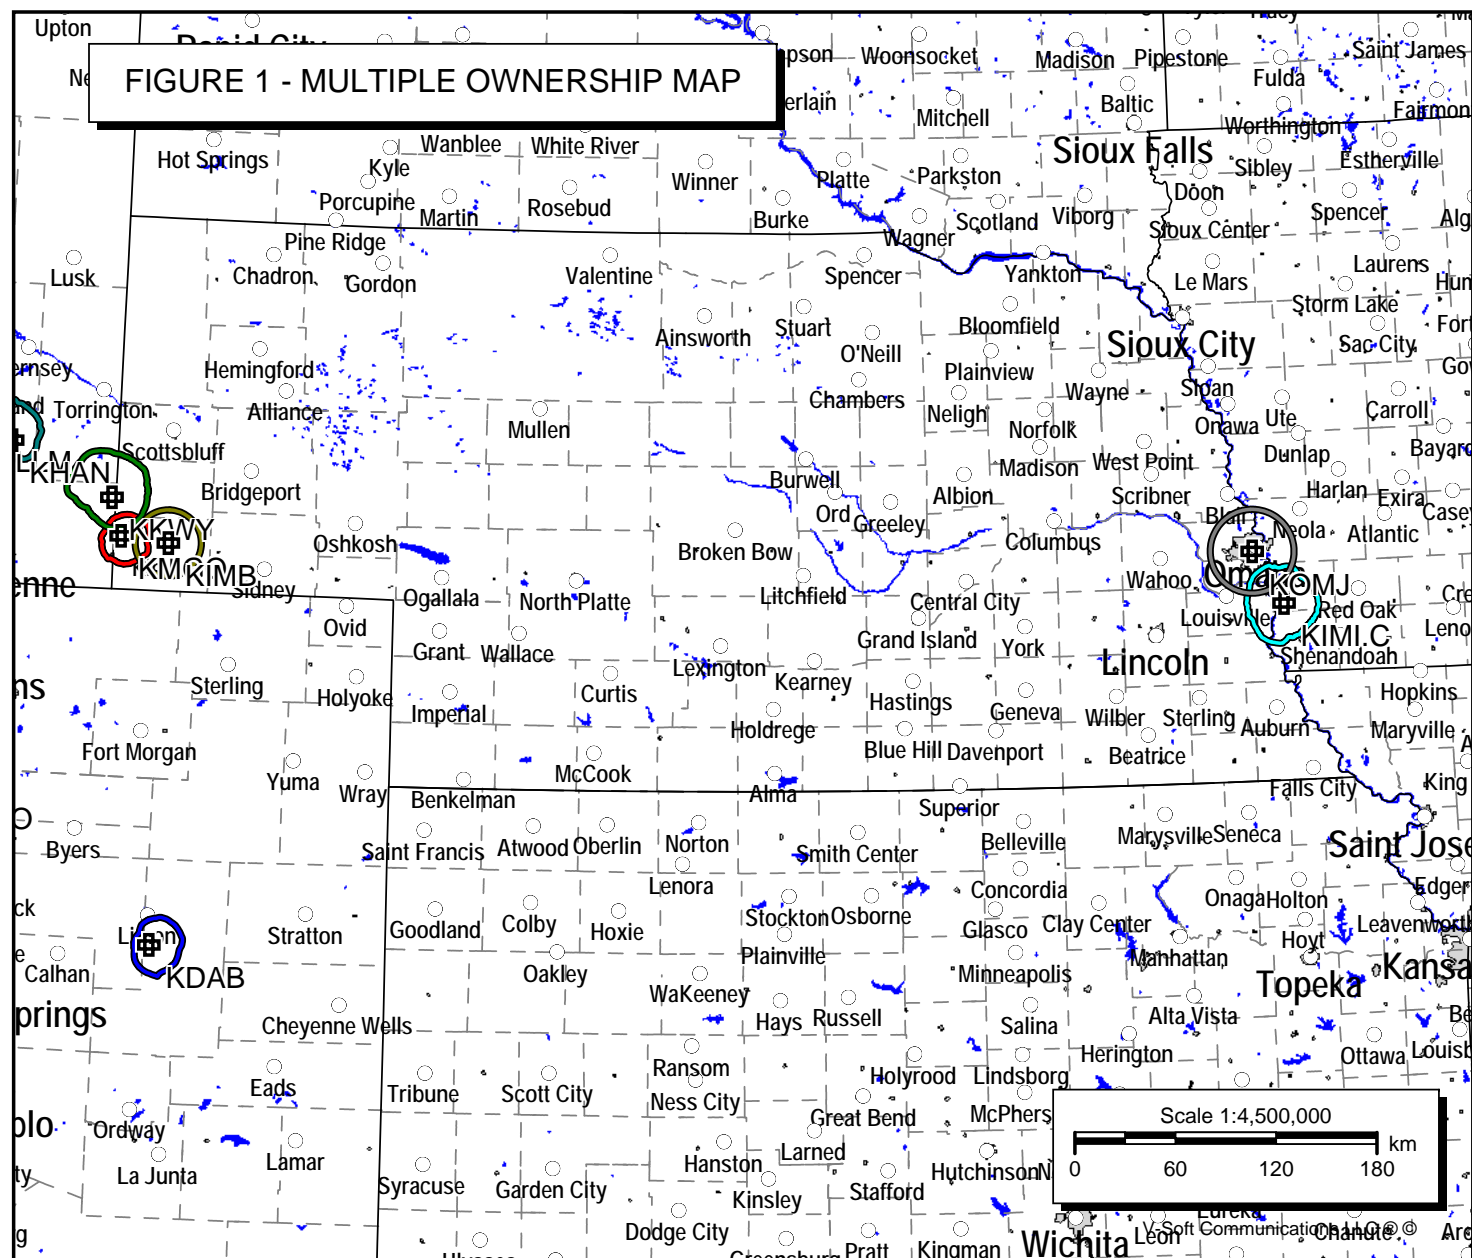 Upton
Rapid City
FIGURE 1 - MULTIPLE OWNERSHIP MAP
Woonsocket
Madison
Pipestone
Saint James
Fulda
Mitchell
Baltic
Worthington
Hot Springs
Kyle
Wanblee
White River
Winner
Platte
Parkston
Sioux Falls
Sibley
Estherville
Doon
Porcupine
Martin
Rosebud
Burke
Scotland
Viborg
Spencer
Sioux Center
Pine Ridge
Wagner
Lusk
Chadron
Gordon
Valentine
Spencer
Yankton
Le Mars
Laurens
Storm Lake
Ainsworth
Stuart
Bloomfield
O'Neill
Sioux City
Sac City
Hemingford
Plainview
Wayne
Sloan
Torrington
Alliance
Chambers
Neligh
Carroll
Ute
Onawa
Mullen
Norfolk
Scottsbluff
Madison
West Point
Dunlap
KHAN
Bridgeport
Burwell
Albion
Scribner
Harlan
Exira
Ord
Greeley
Blair
Neola
Atlantic
Oshkosh
Broken Bow
Columbus
KIMB
Sidney
Ogallala
North Platte
Litchfield
Central City
Wahoo
Omaha
KOMJ
Louisville
Red Oak
KIMI.C
Shenandoah
Ovid
Grant
Wallace
Grand Island
York
Lincoln
Lexington
Kearney
Sterling
Holyoke
Curtis
Hastings
Geneva
Wilber
Sterling
Auburn
Hopkins
Maryville
Imperial
Holdrege
Blue Hill
Davenport
Beatrice
Fort Morgan
Yuma
Wray
McCook
Benkelman
Alma
Superior
Falls City
King
Byers
Saint Francis
Atwood
Oberlin
Norton
Smith Center
Belleville
Marysville
Seneca
Lenora
Concordia
Onaga
Holton
Stockton
Osborne
Glasco
Clay Center
Stratton
Goodland
Colby
Hoxie
Hoyt
Plainville
Manhattan
Calhan
KDAB
Oakley
WaKeeney
Minneapolis
Topeka
Cheyenne Wells
Hays
Russell
Salina
Alta Vista
Herington
Ottawa
Eads
Tribune
Scott City
Ransom
Ness City
Holyrood
Lindsborg
Great Bend
Ordway
La Junta
Lamar
Hanston
Larned
Hutchinson
Syracuse
Garden City
Kinsley
Stafford
Dodge City
Pratt
Kingman
Wichita
Leon
Chanute
Scale 1:4,500,000
km
0 60 120 180